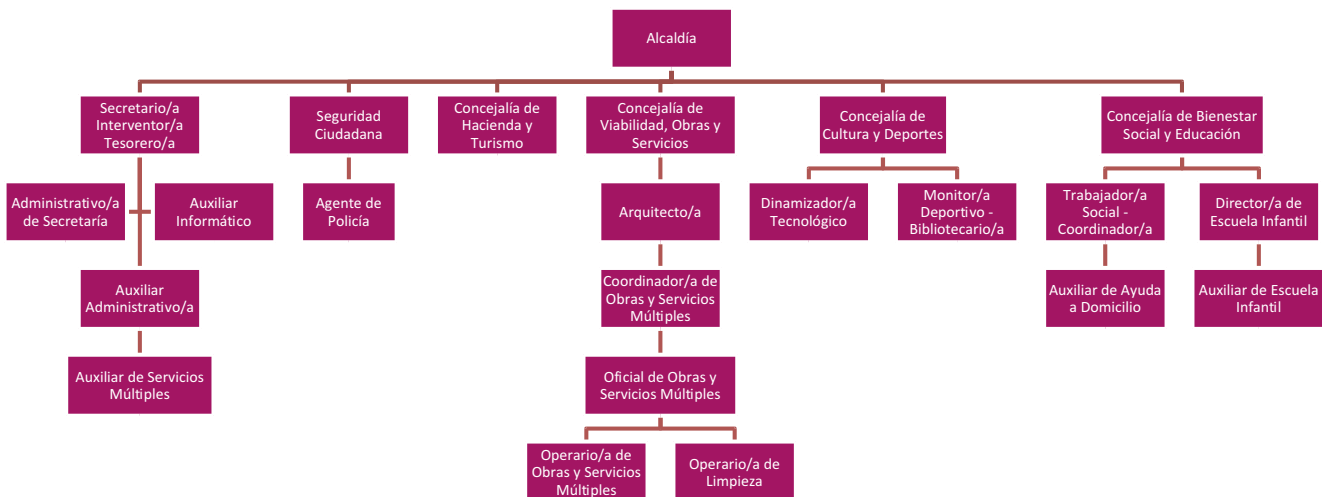 Alcaldía
Secretario/a
Interventor/a
Tesorero/a
Seguridad
Ciudadana
Concejalía de
Hacienda y
Turismo
Concejalía de
Viabilidad, Obras y
Servicios
Concejalía de
Cultura y Deportes
Concejalía de Bienestar
Social y Educación
Administrativo/a
de Secretaría
Auxiliar
Informático
Agente de
Policía
Arquitecto/a
Dinamizador/a
Tecnológico
Monitor/a
Deportivo -
Bibliotecario/a
Trabajador/a
Social -
Coordinador/a
Director/a de
Escuela Infantil
Auxiliar
Administrativo/a
Coordinador/a de
Obras y Servicios
Múltiples
Auxiliar de Ayuda
a Domicilio
Auxiliar de Escuela
Infantil
Auxiliar de Servicios
Múltiples
Oficial de Obras y
Servicios Múltiples
Operario/a de
Obras y Servicios
Múltiples
Operario/a de
Limpieza